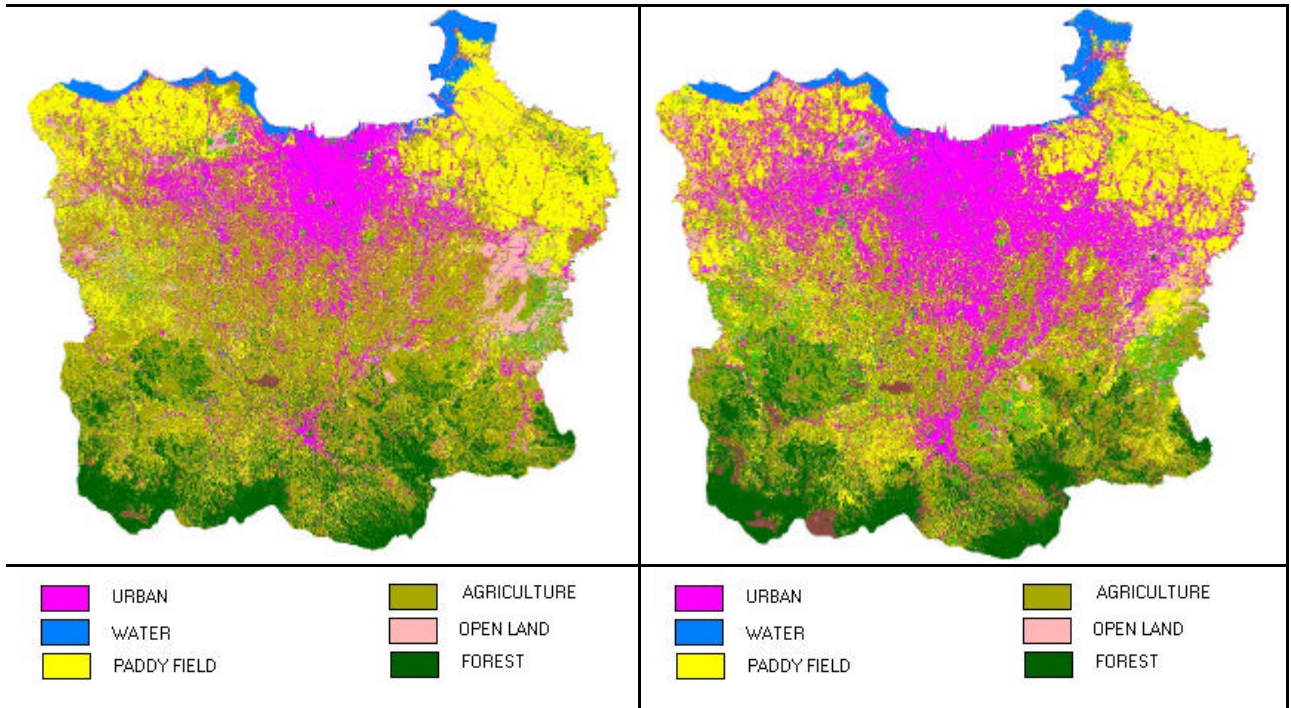 URBAN
AGRICULTURE
WATER
OPEN LAND
PADDY FIELD
FOREST
URBAN
AGRICULTURE
WATER
OPEN LAND
PADDY FIELD
FOREST